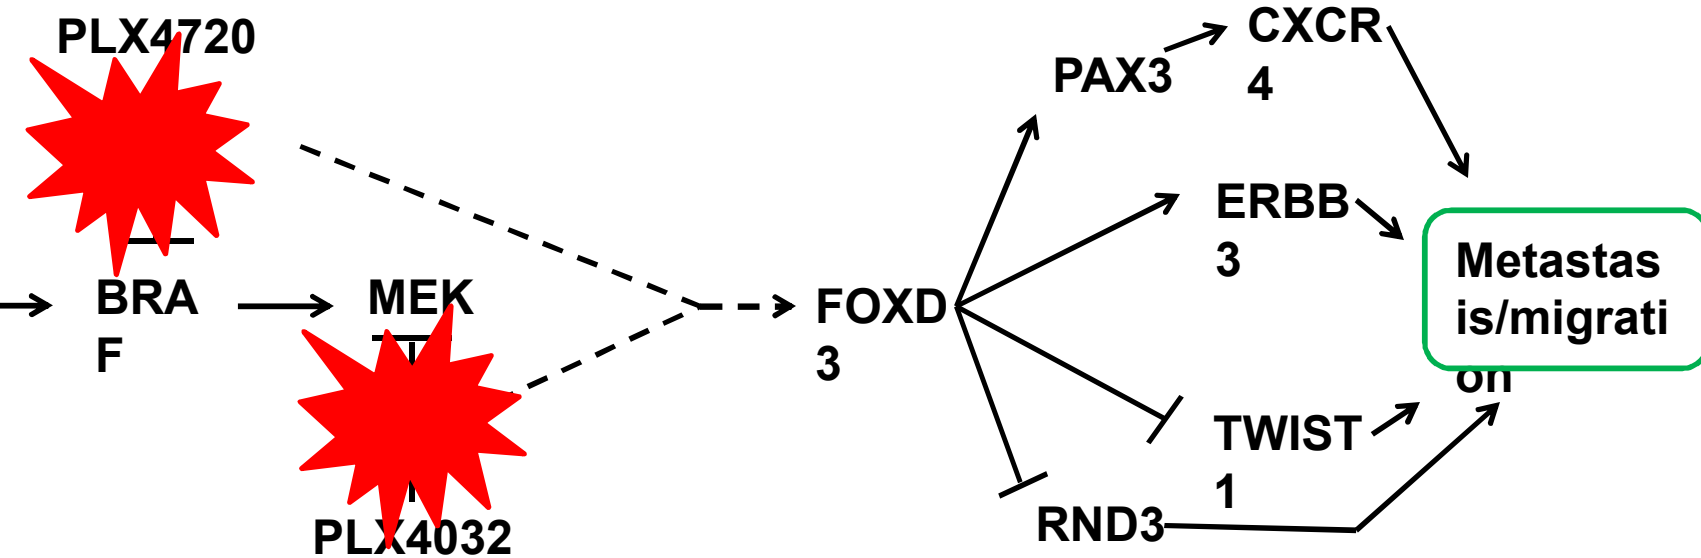 PLX4720
CXCR
4
PAX3
ERBB
3
BRA
F
MEK
FOXD
3
Metastas
is/migrati
on
TWIST
1
RND3
PLX4032